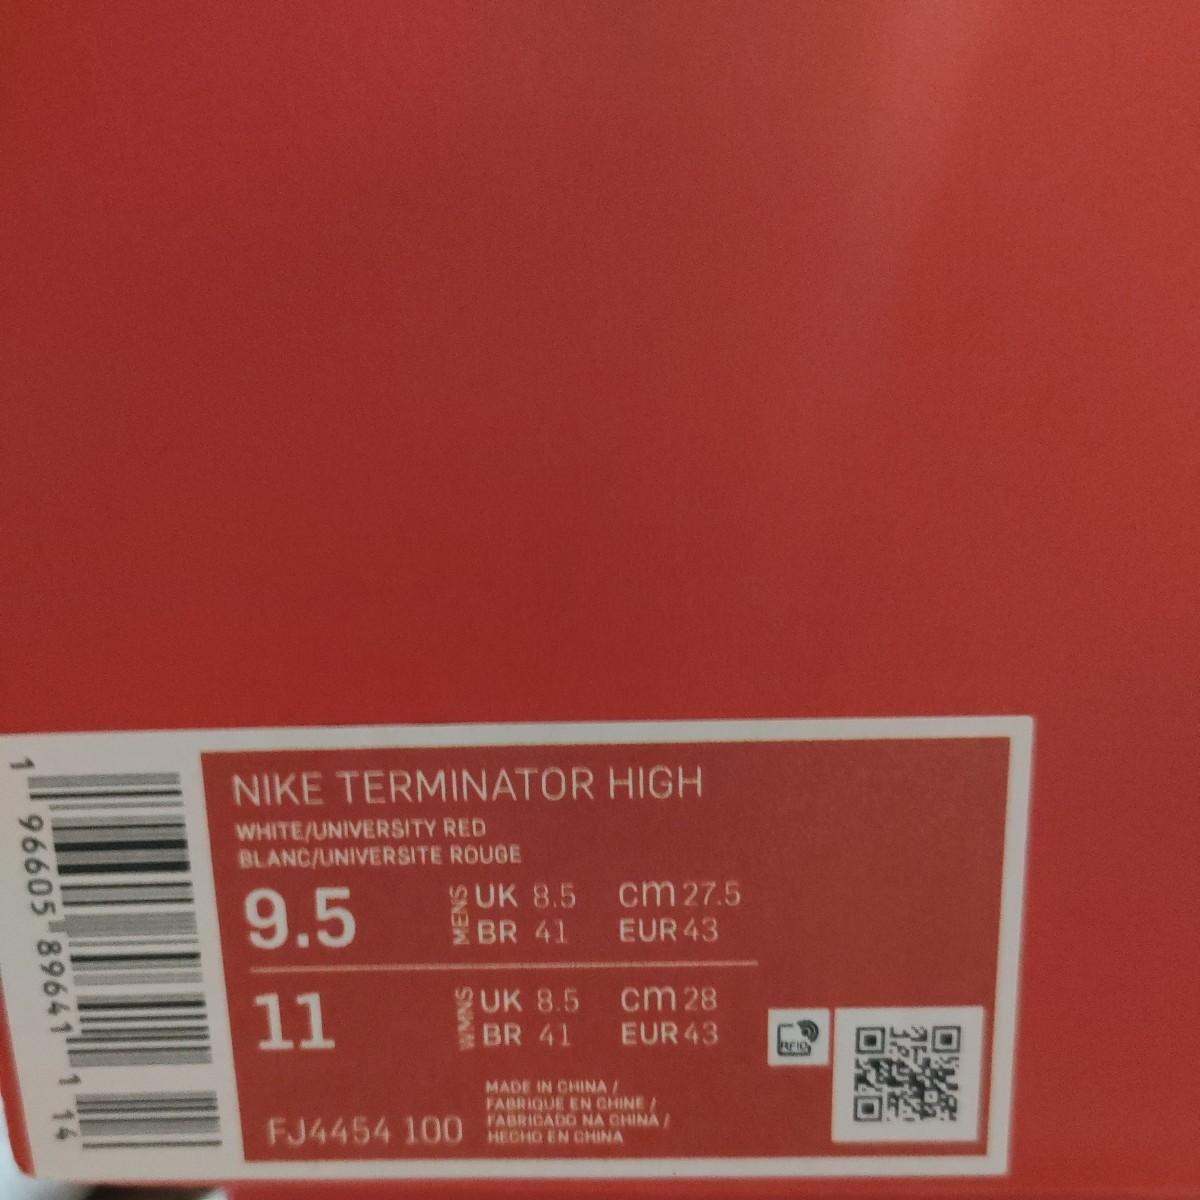 NIKE TERMINATOR HIGH
WHITE/UNIVERSITY RED
BLANC/UNIVERSITE ROUGE
9.5 MENS UK 8.5 cm 27.5
BR 41 EUR 43
11 WMNS UK 8.5 cm 28
BR 41 EUR 43
MADE IN CHINA /
FABRIQUE EN CHINE /
FABRICADO NA CHINA /
HECHO EN CHINA
FJ4454 100
RFID
1 96605 89641 1 14